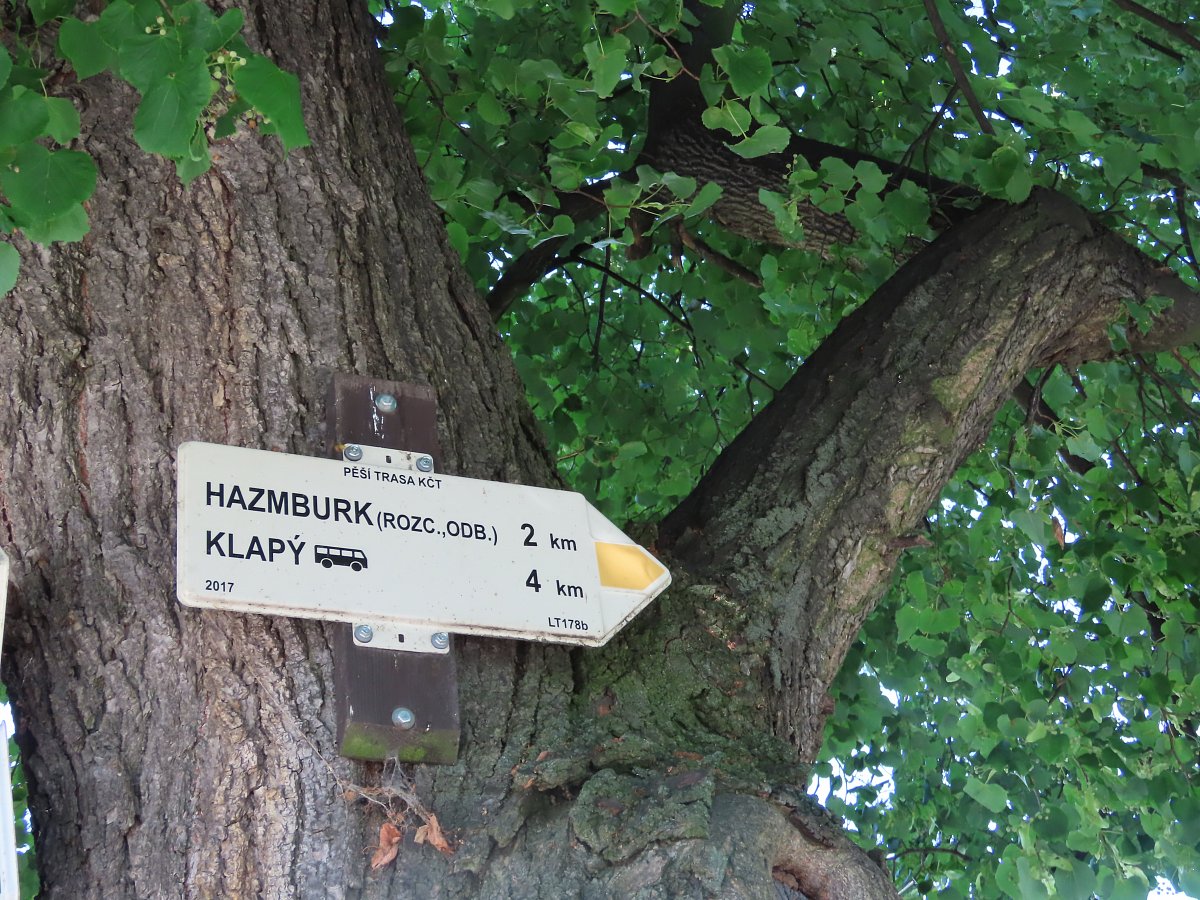 PĚŠÍ TRASA KČT
HAZMBURK (ROZC.,ODB.) 2 km
KLAPÝ 4 km
2017 LT178b